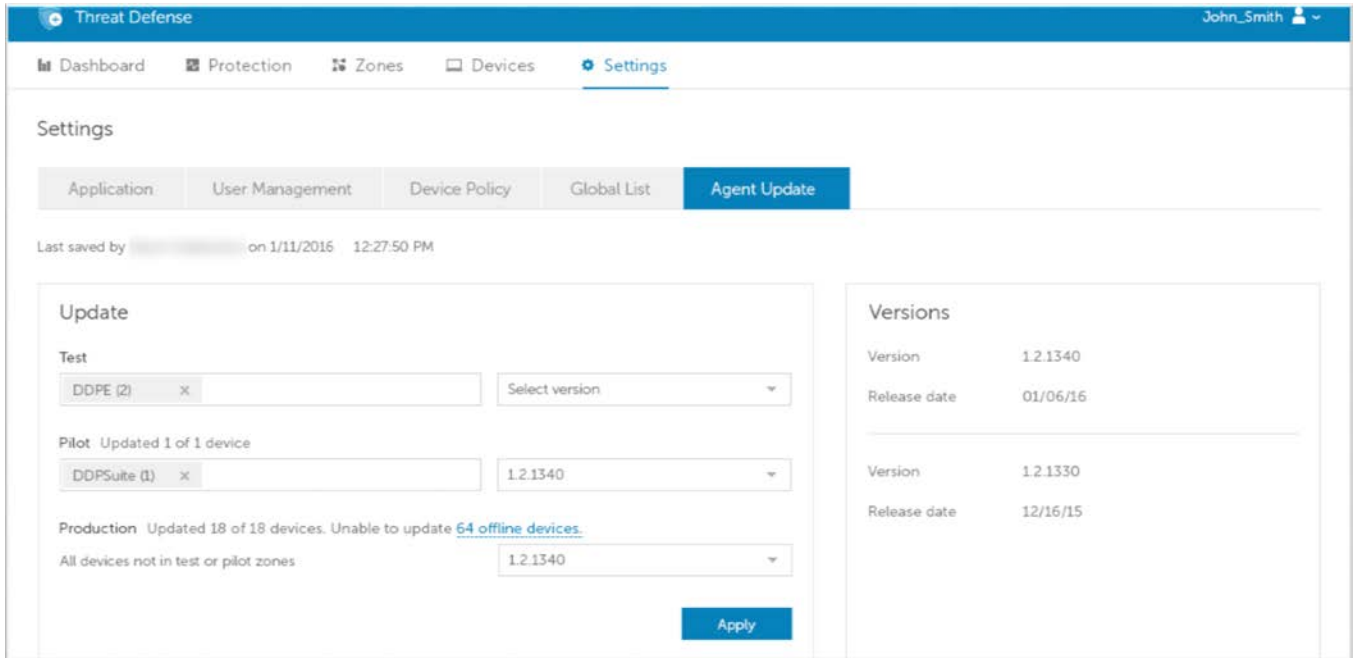 Threat Defense
John_Smith
Dashboard Protection Zones Devices Settings
Settings
Application User Management Device Policy Global List Agent Update
Last saved by on 1/11/2016 12:27:50 PM
Update
Test
DDPE (2) × Select version
Pilot Updated 1 of 1 device
DDPSuite (1) × 1.2.1340
Production Updated 18 of 18 devices. Unable to update 64 offline devices.
All devices not in test or pilot zones 1.2.1340
Apply
Versions
Version 1.2.1340
Release date 01/06/16
Version 1.2.1330
Release date 12/16/15